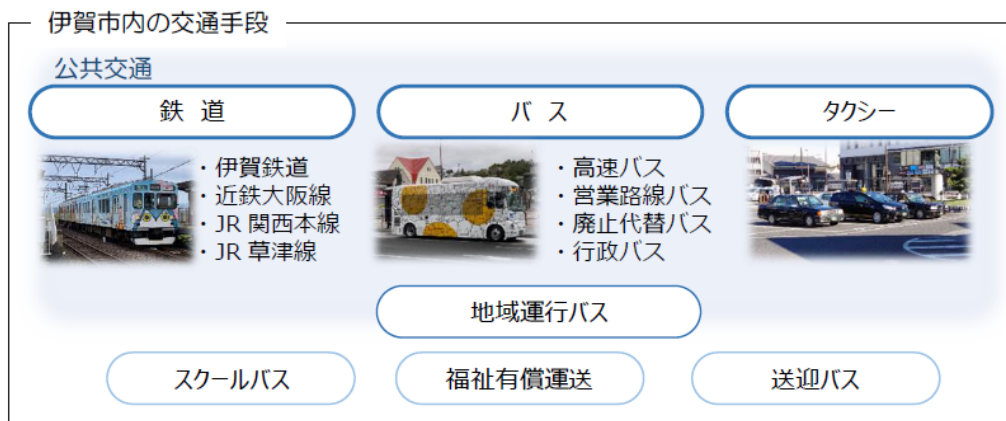 伊賀市内の交通手段
公共交通
鉄 道
バ ス
タクシー
・伊賀鉄道
・近鉄大阪線
・JR 関西本線
・JR 草津線
・高速バス
・営業路線バス
・廃止代替バス
・行政バス
地域運行バス
スクールバス
福祉有償運送
送迎バス